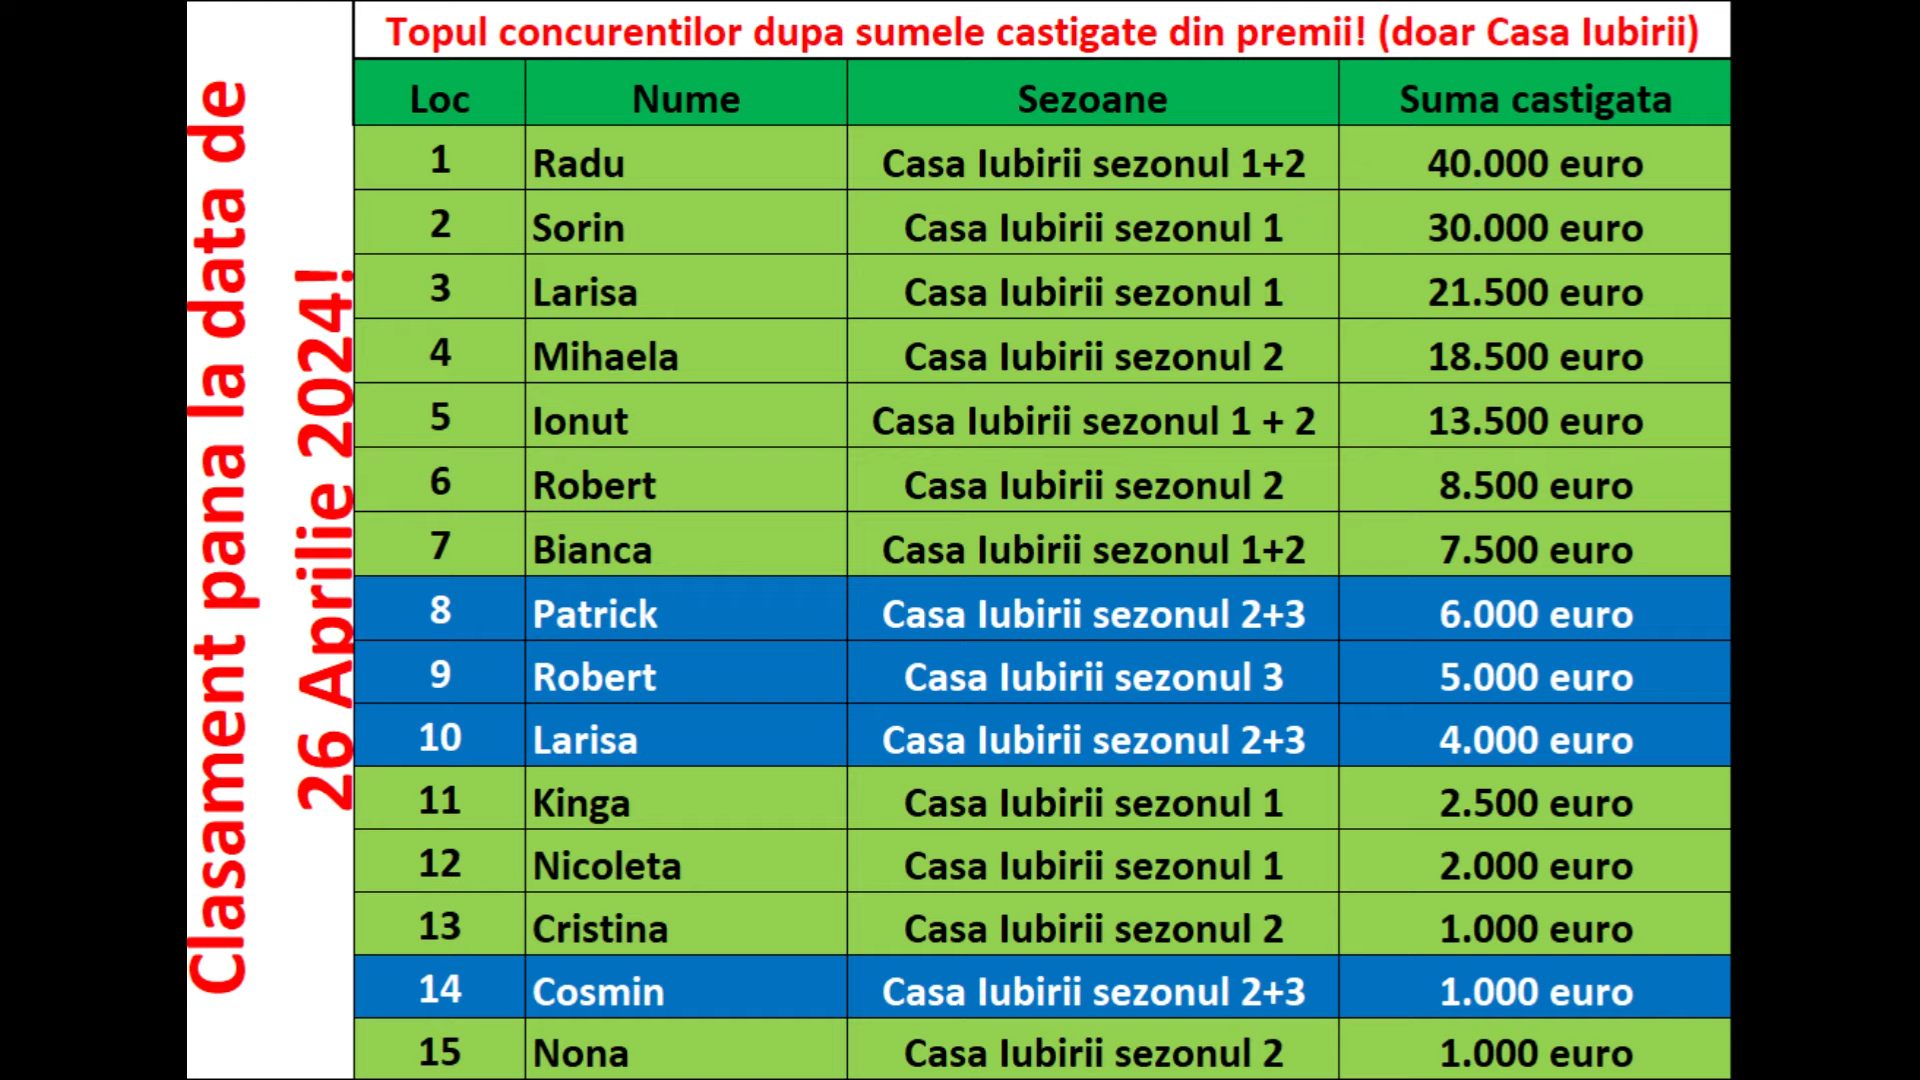 Clasament pana la data de
26 Aprilie 2024!
Topul concurentilor dupa sumele castigate din premii! (doar Casa Iubirii)
Loc Nume Sezoane Suma castigata
1 Radu Casa Iubirii sezonul 1+2 40.000 euro
2 Sorin Casa Iubirii sezonul 1 30.000 euro
3 Larisa Casa Iubirii sezonul 1 21.500 euro
4 Mihaela Casa Iubirii sezonul 2 18.500 euro
5 Ionut Casa Iubirii sezonul 1 + 2 13.500 euro
6 Robert Casa Iubirii sezonul 2 8.500 euro
7 Bianca Casa Iubirii sezonul 1+2 7.500 euro
8 Patrick Casa Iubirii sezonul 2+3 6.000 euro
9 Robert Casa Iubirii sezonul 3 5.000 euro
10 Larisa Casa Iubirii sezonul 2+3 4.000 euro
11 Kinga Casa Iubirii sezonul 1 2.500 euro
12 Nicoleta Casa Iubirii sezonul 1 2.000 euro
13 Cristina Casa Iubirii sezonul 2 1.000 euro
14 Cosmin Casa Iubirii sezonul 2+3 1.000 euro
15 Nona Casa Iubirii sezonul 2 1.000 euro